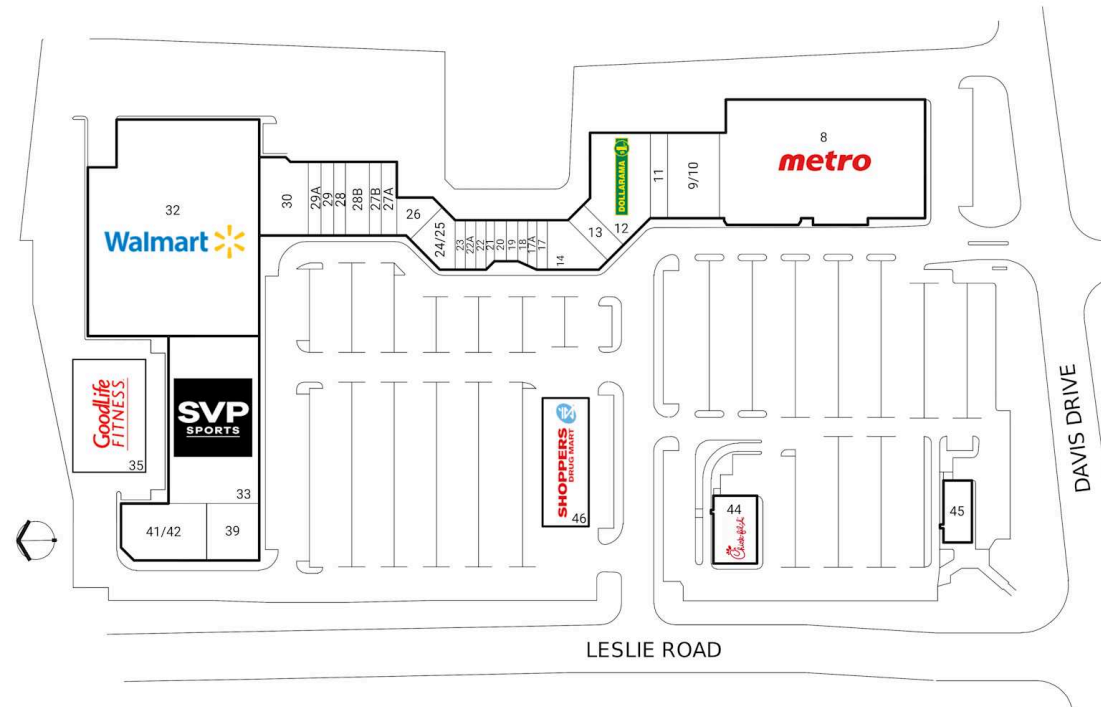 8
metro
DOLLARAMA
11
9/10
32
Walmart
30
29A
29
28
28B
27B
27A
26
24/25
23
22A
22
21
20
19
18
17A
17
14
13
12
GoodLife
FITNESS
35
SVP
SPORTS
33
41/42
39
SHOPPERS
DRUG MART
46
44
Chick-fil-A
45
DAVIS DRIVE
LESLIE ROAD